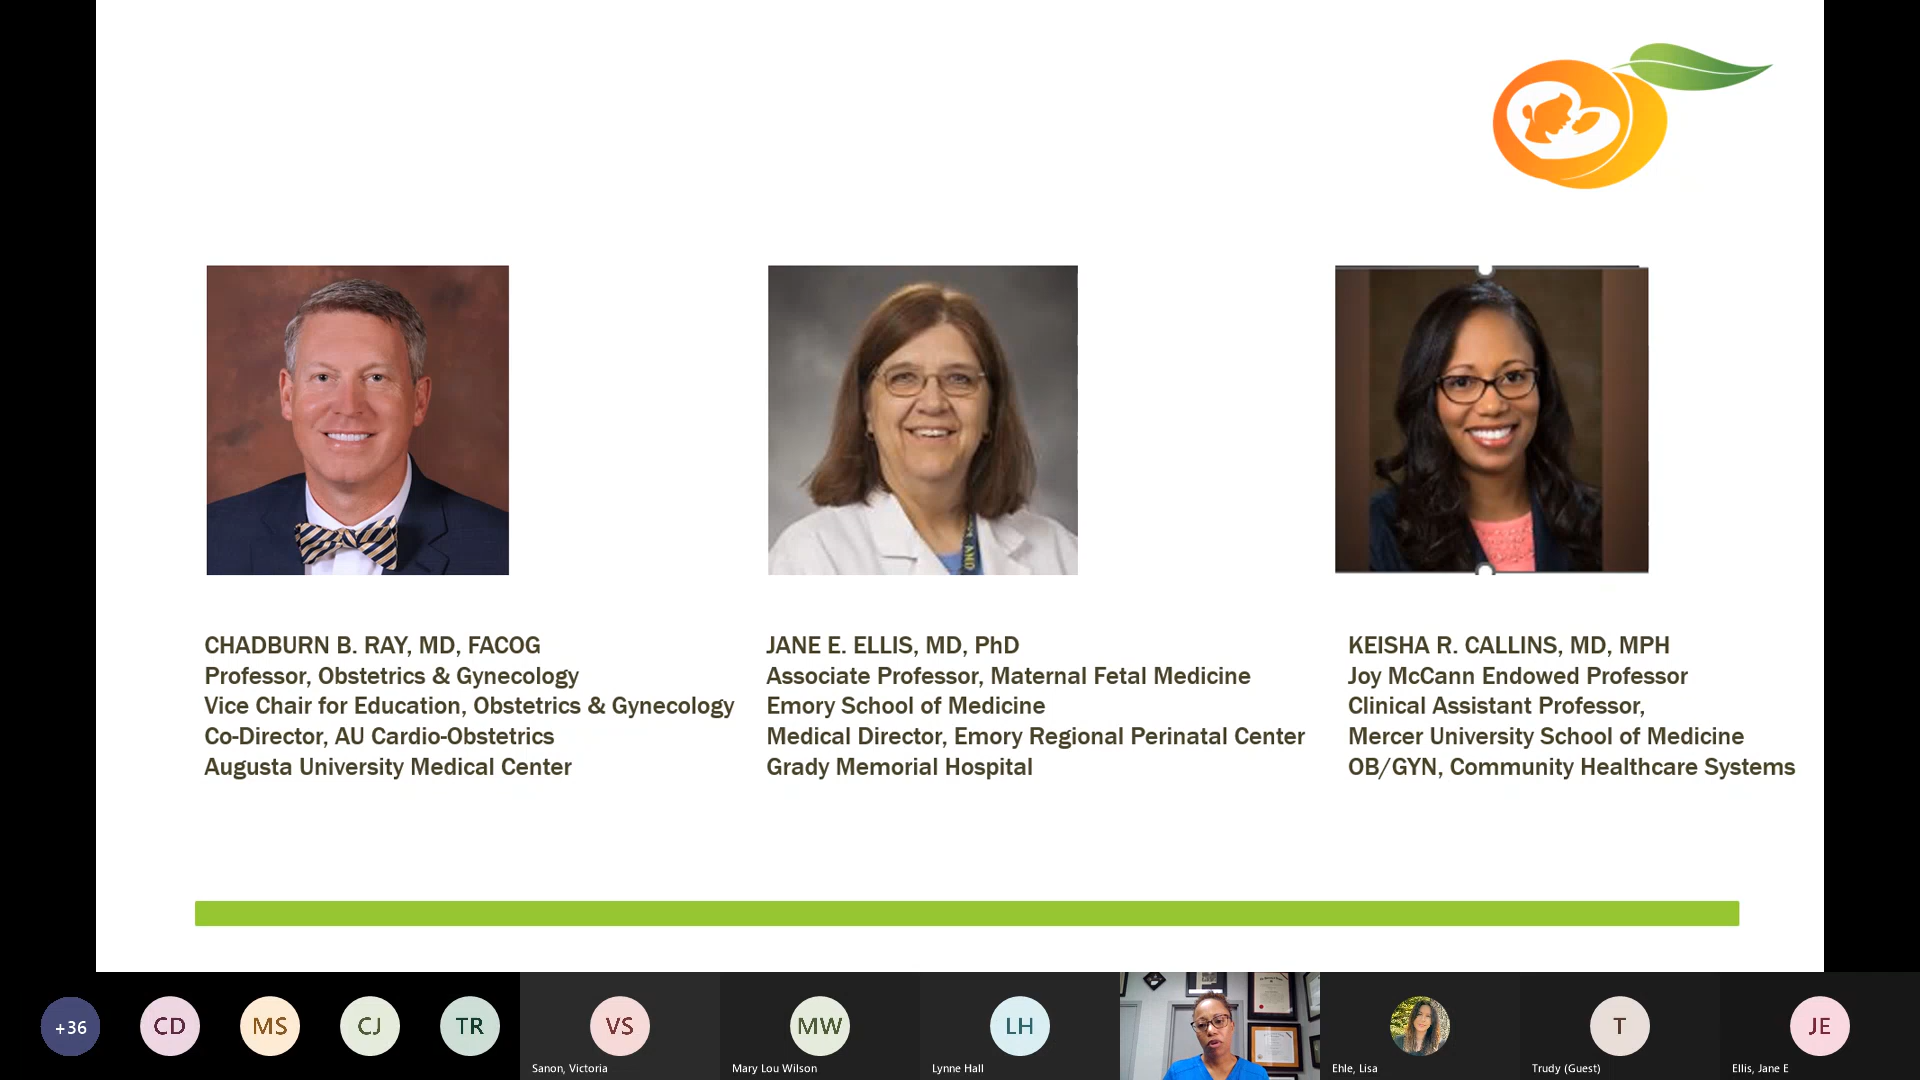 CHADBURN B. RAY, MD, FACOG
Professor, Obstetrics & Gynecology
Vice Chair for Education, Obstetrics & Gynecology
Co-Director, AU Cardio-Obstetrics
Augusta University Medical Center
JANE E. ELLIS, MD, PhD
Associate Professor, Maternal Fetal Medicine
Emory School of Medicine
Medical Director, Emory Regional Perinatal Center
Grady Memorial Hospital
KEISHA R. CALLINS, MD, MPH
Joy McCann Endowed Professor
Clinical Assistant Professor,
Mercer University School of Medicine
OB/GYN, Community Healthcare Systems
+36
CD
MS
CJ
TR
VS
Sanon, Victoria
MW
Mary Lou Wilson
LH
Lynne Hall
Ehle, Lisa
T
Trudy (Guest)
JE
Ellis, Jane E